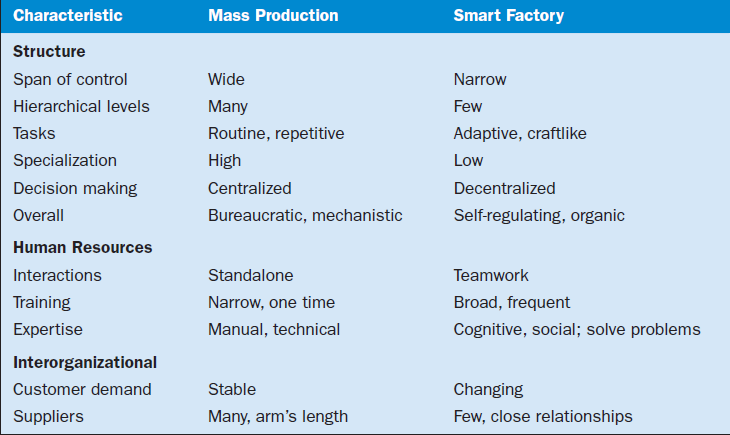 Characteristic Mass Production Smart Factory
Structure
Span of control Wide Narrow
Hierarchical levels Many Few
Tasks Routine, repetitive Adaptive, craftlike
Specialization High Low
Decision making Centralized Decentralized
Overall Bureaucratic, mechanistic Self-regulating, organic
Human Resources
Interactions Standalone Teamwork
Training Narrow, one time Broad, frequent
Expertise Manual, technical Cognitive, social; solve problems
Interorganizational
Customer demand Stable Changing
Suppliers Many, arm’s length Few, close relationships